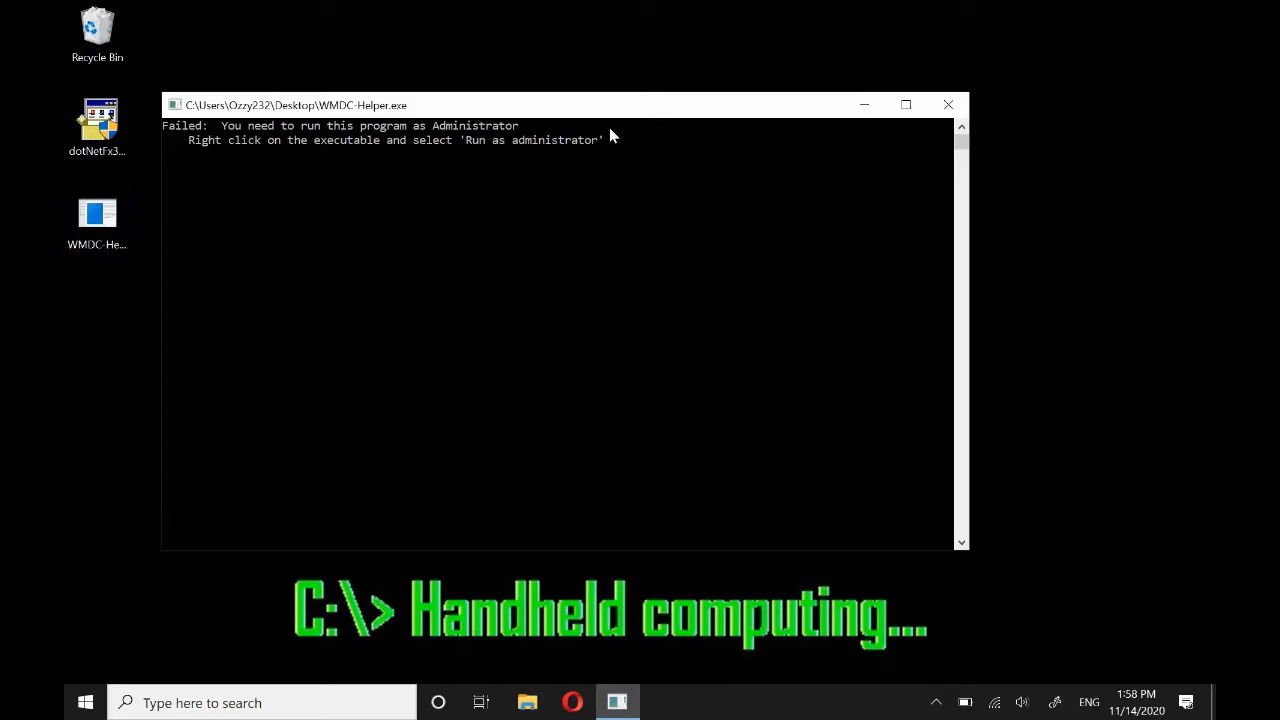 Recycle Bin
dotNetFx3...
WMDC-He...
C:\Users\Ozzy232\Desktop\WMDC-Helper.exe
Failed:  You need to run this program as Administrator
Right click on the executable and select 'Run as administrator'
C:\> Handheld computing...
Type here to search
ENG
1:58 PM
11/14/2020